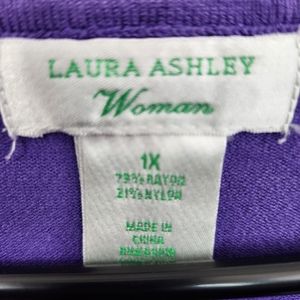 LAURA ASHLEY
Woman
1X
79% RAYON
21% NYLON
MADE IN
CHINA